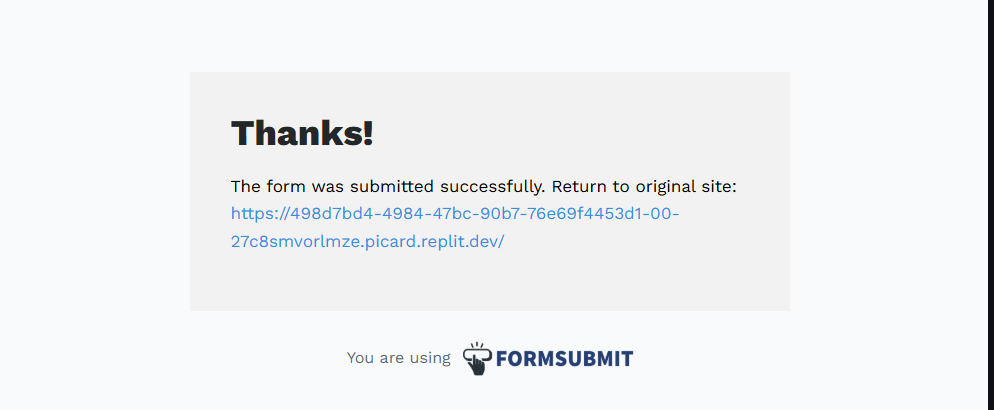 Thanks!
The form was submitted successfully. Return to original site:
https://498d7bd4-4984-47bc-90b7-76e69f4453d1-00-
27c8smvorlmze.picard.replit.dev/
You are using FORMSUBMIT